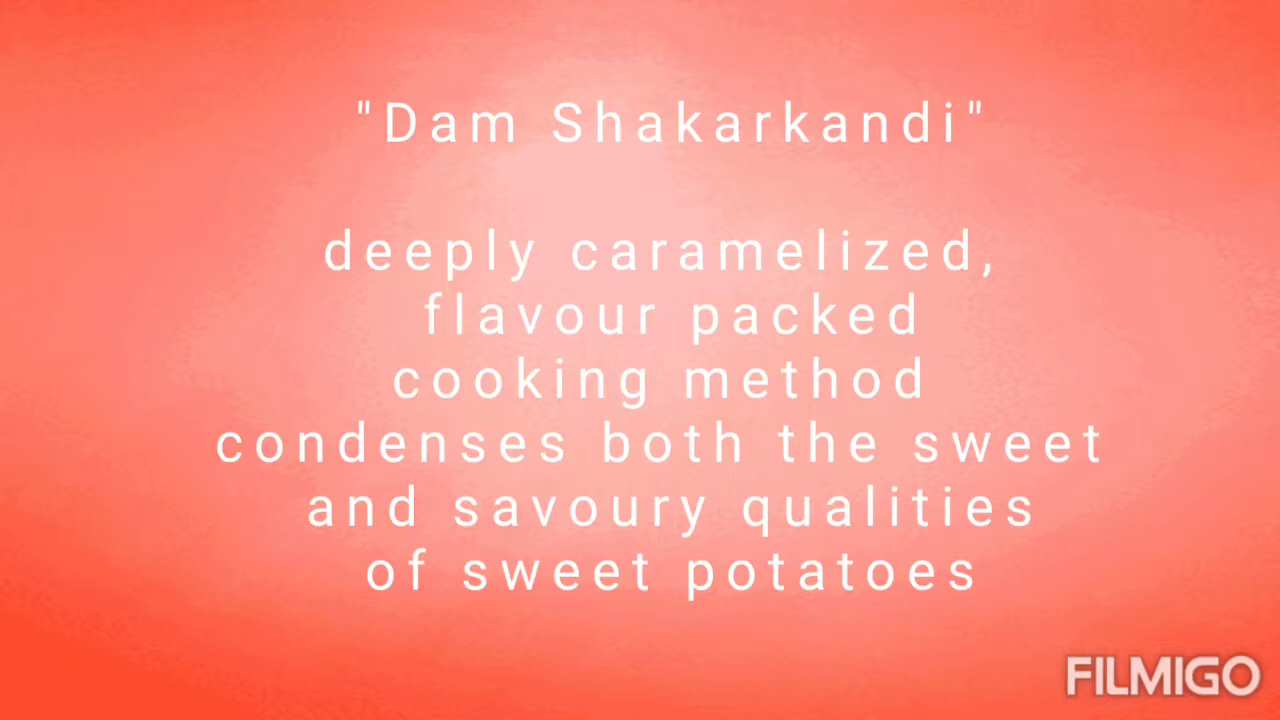 "Dam Shakarkandi"
deeply caramelized,
flavour packed
cooking method
condenses both the sweet
and savoury qualities
of sweet potatoes
FILMIGO